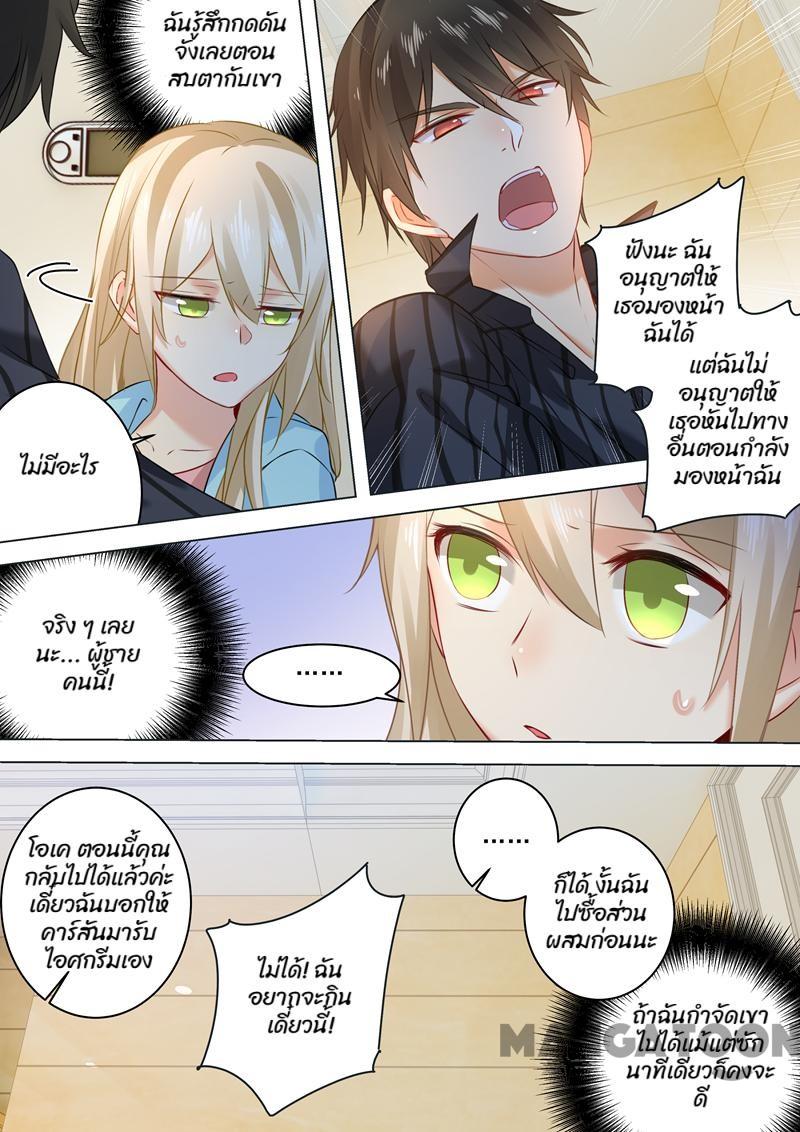 ฉันรู้สึกกดดัน
จังเลยตอน
สบตากับเขา
ไม่มีอะไร
ฟังนะ ฉัน
อนุญาตให้
เธอมองหน้า
ฉันได้
แต่ฉันไม่
อนุญาตให้
เธอหันไปทาง
อื่นตอนกำลัง
มองหน้าฉัน
จริง ๆ เลย
นะ... ผู้ชาย
คนนี้!
......
โอเค ตอนนี้คุณ
กลับไปได้แล้วค่ะ
เดี๋ยวฉันบอกให้
คาร์สันมารับ
ไอศกรีมเอง
ไม่ได้! ฉัน
อยากจะกิน
เดี๋ยวนี้!
......
ก็ได้ งั้นฉัน
ไปซื้อส่วน
ผสมก่อนนะ
ถ้าฉันกำจัดเขา
ไปได้แม้แต่ซัก
นาทีเดียวก็คงจะ
ดี
MANGATOON